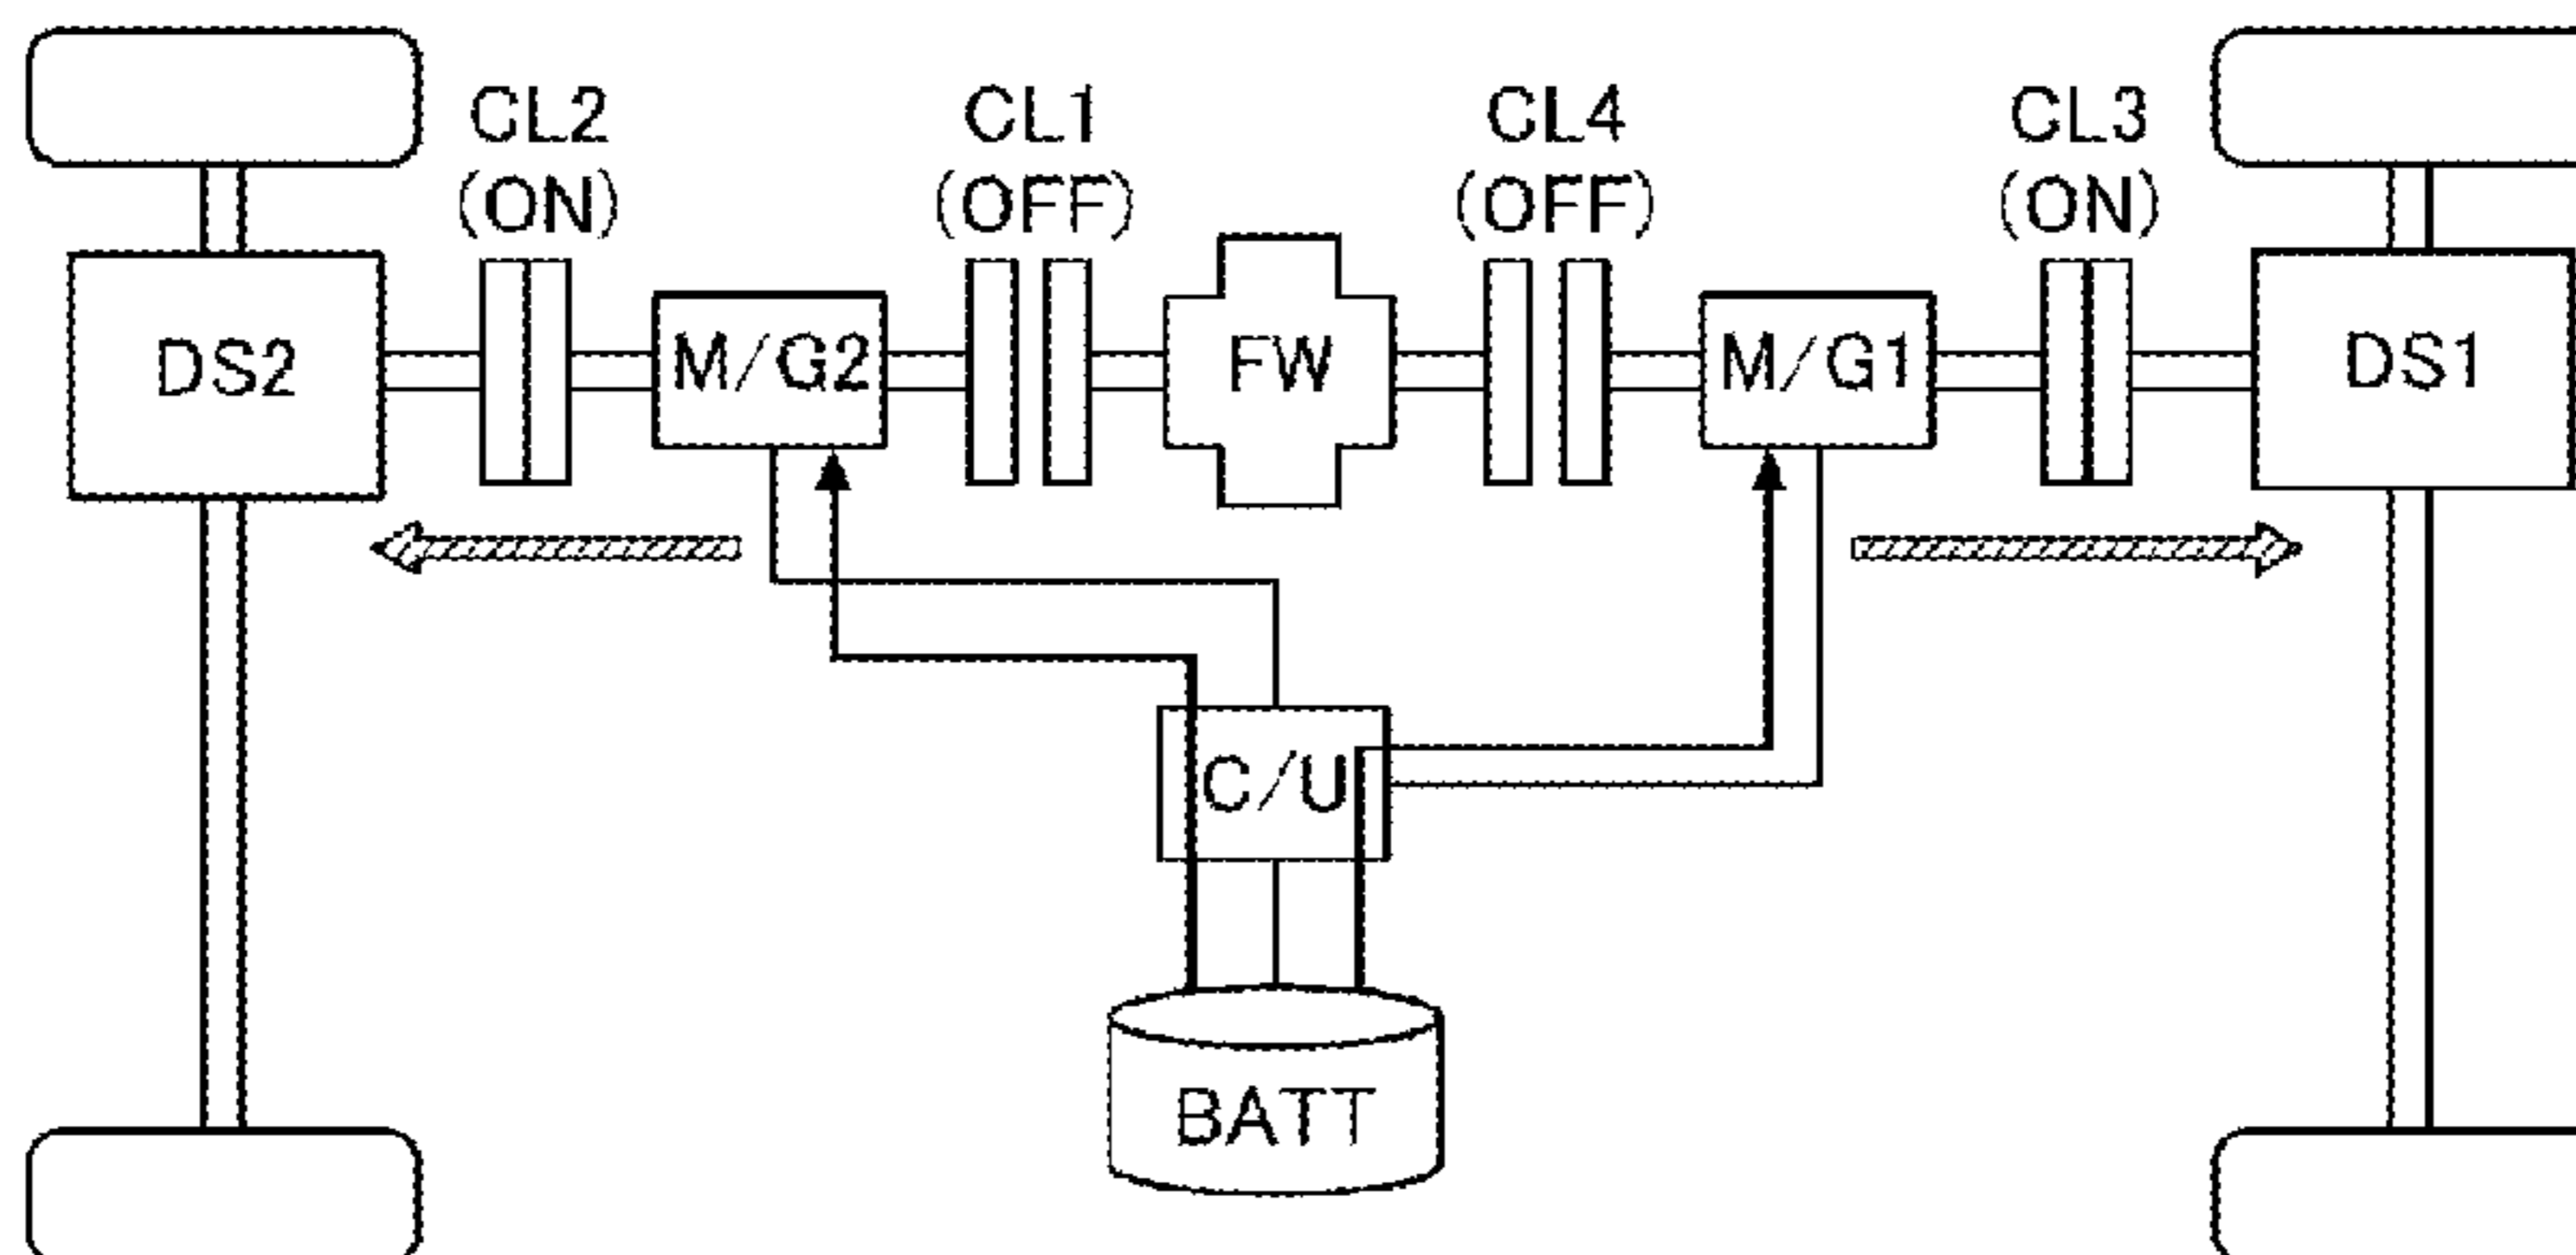 CL2
(ON)
CL1
(OFF)
CL4
(OFF)
CL3
(ON)
DS2
M/G2
FW
M/G1
DS1
C/U
BATT